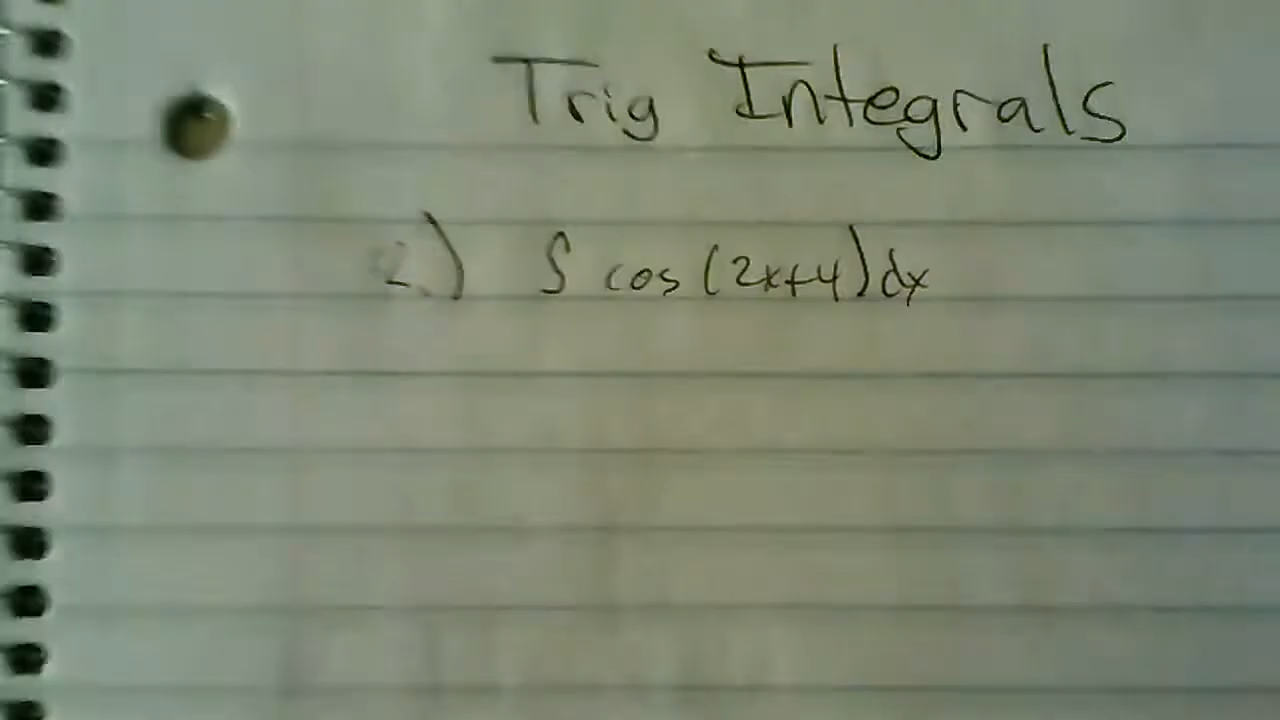 Trig Integrals
2.) ∫ cos(2x+4)dx